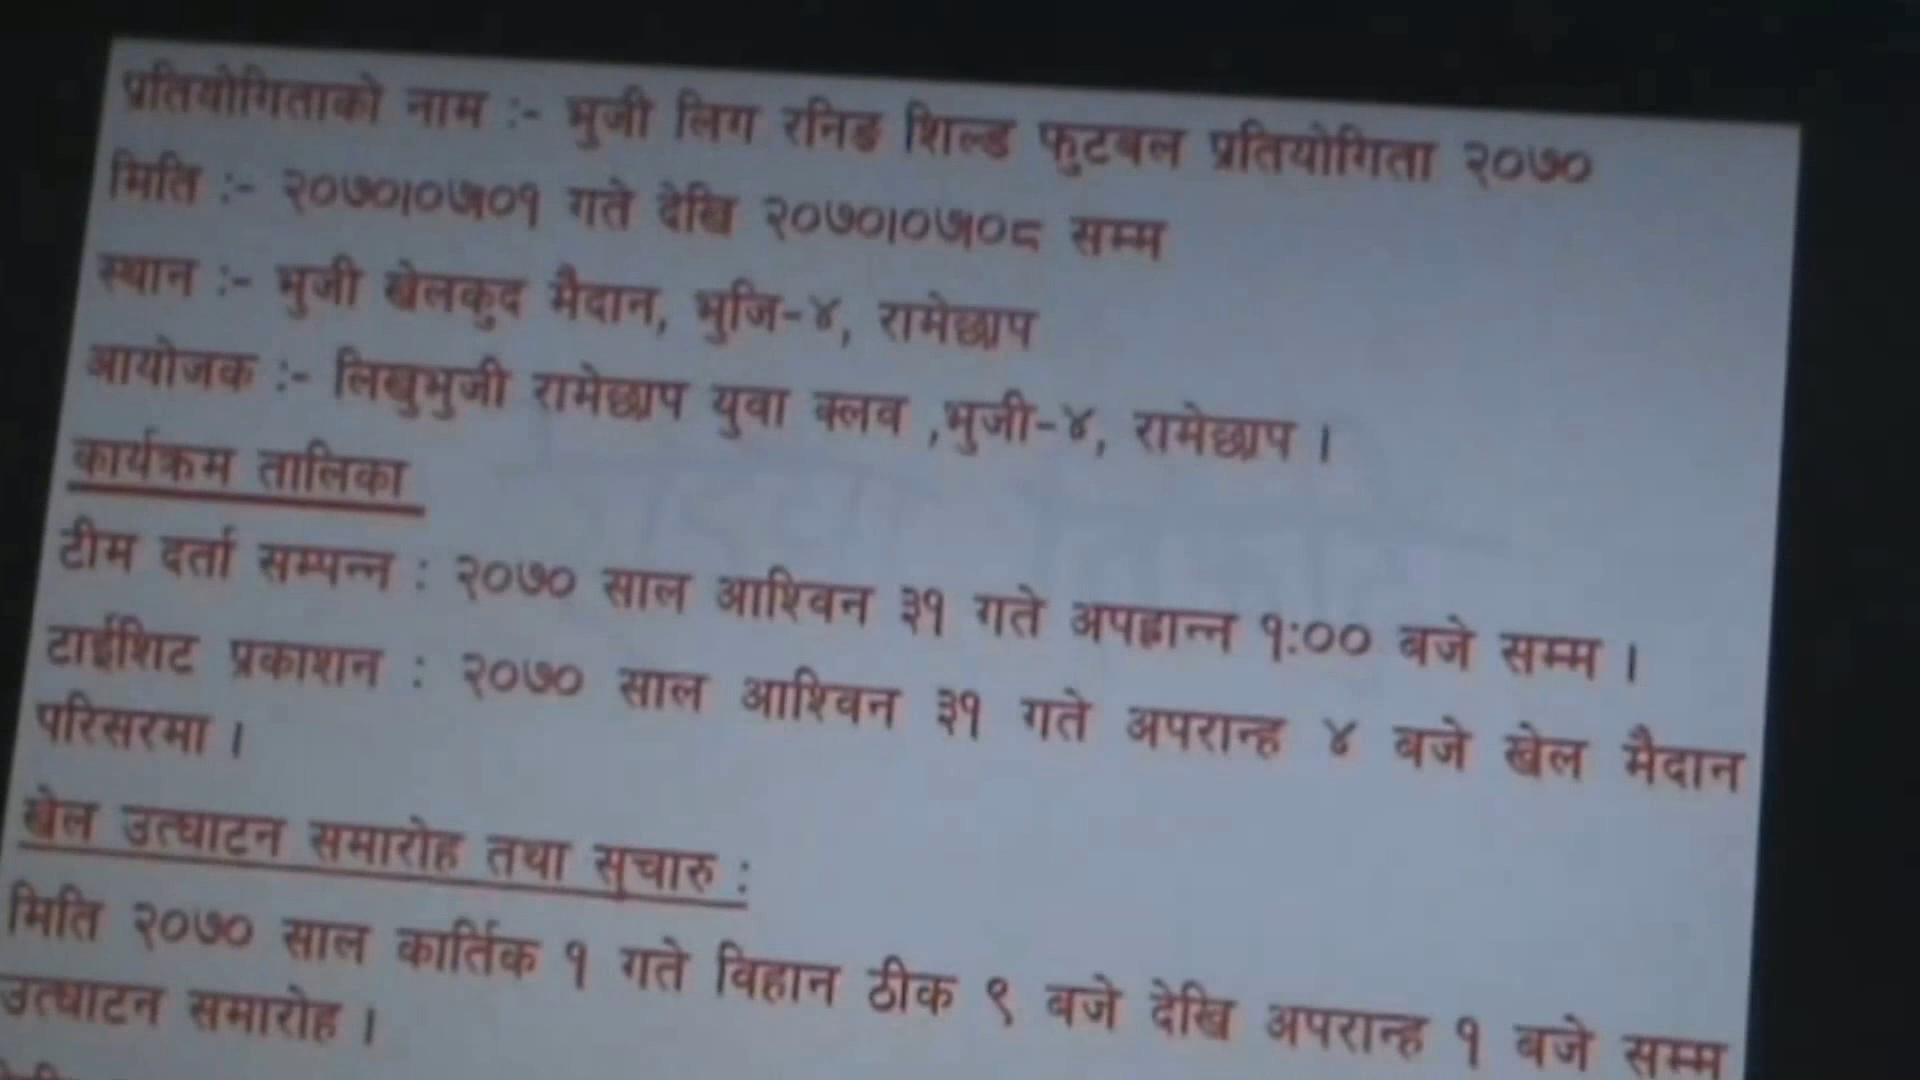 प्रतियोगिताको नाम :- भुजी लिग रनिङ शिल्ड फुटबल प्रतियोगिता २०७०
मिति :- २०७०।०७।०१ गते देखि २०७०।०७।०८ सम्म
स्थान :- भुजी खेलकुद मैदान, भुजि-४, रामेछाप
आयोजक :- लिखुभुजी रामेछाप युवा क्लव ,भुजी-४, रामेछाप ।
कार्यक्रम तालिका
टीम दर्ता सम्पन्न : २०७० साल आश्विन ३१ गते अपह्रान्न १:०० बजे सम्म ।
टाईशिट प्रकाशन : २०७० साल आश्विन ३१ गते अपरान्ह ४ बजे खेल मैदान
परिसरमा ।
खेल उत्घाटन समारोह तथा सुचारु :
मिति २०७० साल कार्तिक १ गते विहान ठीक ९ बजे देखि अपरान्ह १ बजे सम्म
उत्घाटन समारोह ।